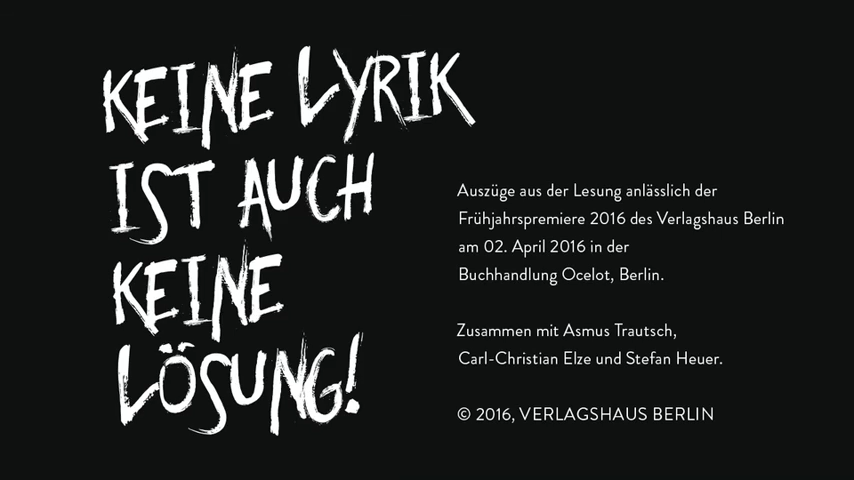 KEINE LYRIK
IST AUCH
KEINE
LÖSUNG!
Auszüge aus der Lesung anlässlich der
Frühjahrspremiere 2016 des Verlagshaus Berlin
am 02. April 2016 in der
Buchhandlung Ocelot, Berlin.
Zusammen mit Asmus Trautsch,
Carl-Christian Elze und Stefan Heuer.
© 2016, VERLAGSHAUS BERLIN